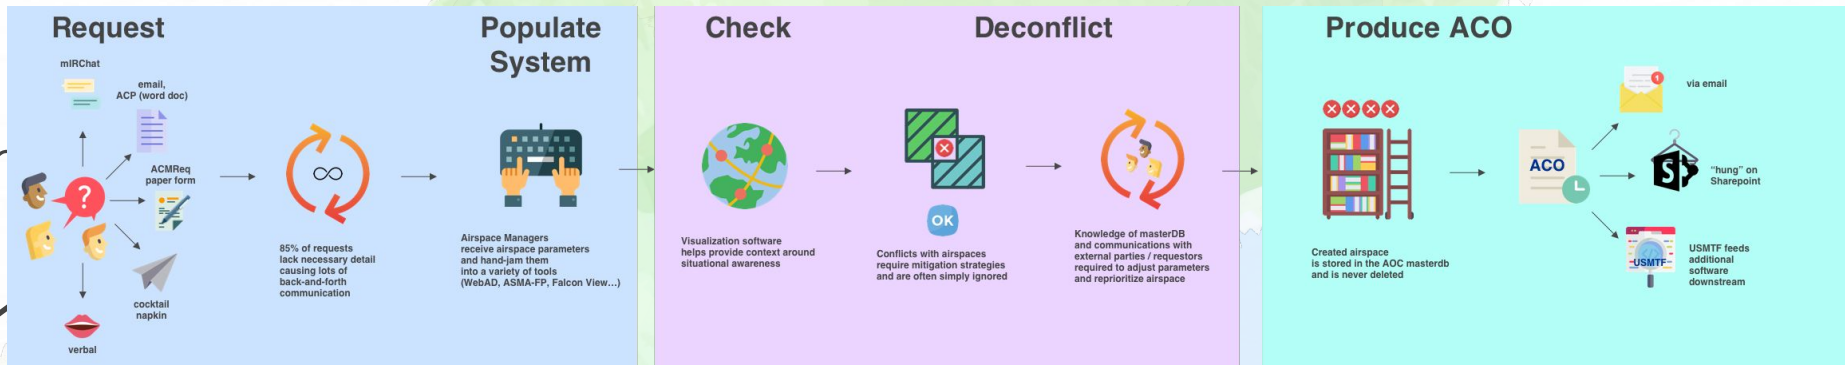 Request
mIRChat
email,
ACP (word doc)
?
ACMReq
paper form
cocktail
napkin
verbal
85% of requests
lack necessary detail
causing lots of
back-and-forth
communication
Populate
System
Airspace Managers
receive airspace parameters
and hand-jam them
into a variety of tools
(WebAD, ASMA-FP, Falcon View...)
Check
Visualization software
helps provide context around
situational awareness
Deconflict
OK
Conflicts with airspaces
require mitigation strategies
and are often simply ignored
Knowledge of masterDB
and communications with
external parties / requestors
required to adjust parameters
and reprioritize airspace
Produce ACO
Created airspace
is stored in the AOC masterdb
and is never deleted
ACO
1
via email
S
“hung” on
Sharepoint
USMTF
USMTF feeds
additional
software
downstream